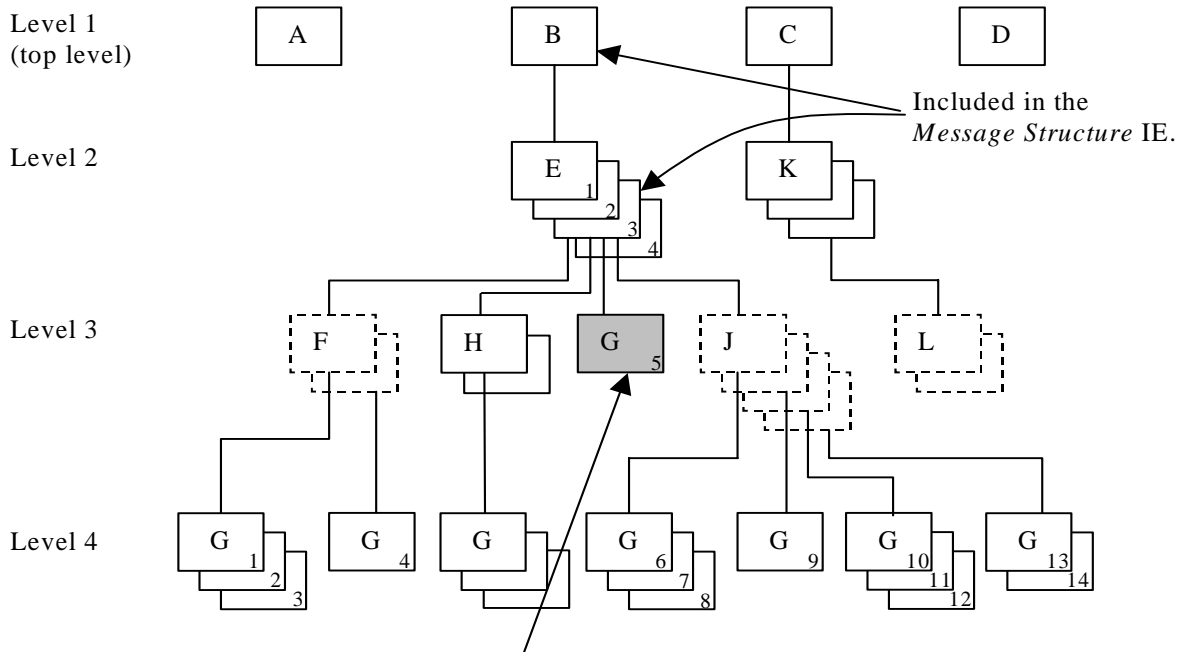 Level 1
(top level)
A
B
C
D
Included in the
Message Structure IE.
Level 2
E
1
2
3
4
K
Level 3
F
H
G
5
J
L
Level 4
G
1
2
3
G
4
G
G
6
7
8
G
9
G
10
11
12
G
13
14